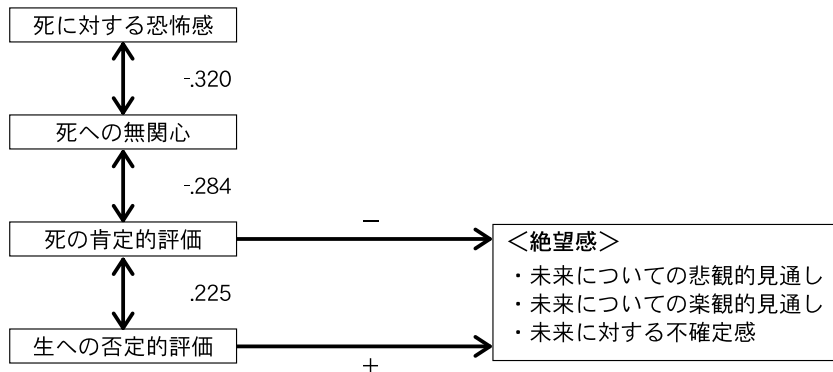 死に対する恐怖感
-.320
死への無関心
-.284
死の肯定的評価
−
.225
生への否定的評価
+
<絶望感>
・未来についての悲観的見通し
・未来についての楽観的見通し
・未来に対する不確定感